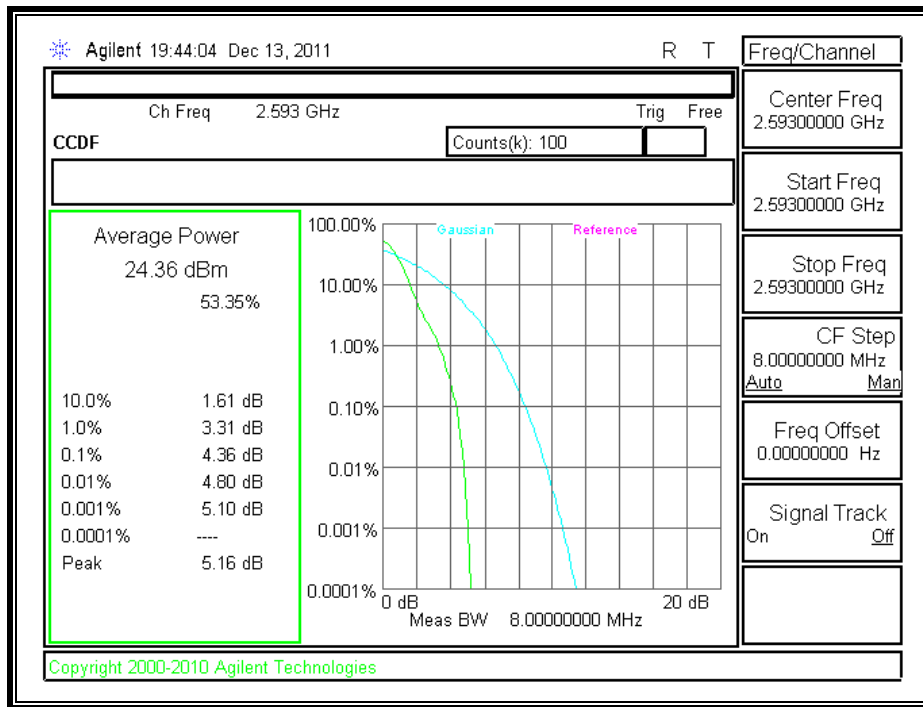 Agilent 19:44:04 Dec 13, 2011 R T
Ch Freq 2.593 GHz Trig Free
CCDF Counts(k): 100
Average Power
24.36 dBm
53.35%
10.0% 1.61 dB
1.0% 3.31 dB
0.1% 4.36 dB
0.01% 4.80 dB
0.001% 5.10 dB
0.0001% ----
Peak 5.16 dB
Gaussian Reference
100.00%
10.00%
1.00%
0.10%
0.01%
0.001%
0.0001%
0 dB 20 dB
Meas BW 8.00000000 MHz
Freq/Channel
Center Freq
2.59300000 GHz
Start Freq
2.59300000 GHz
Stop Freq
2.59300000 GHz
CF Step
8.00000000 MHz
Auto Man
Freq Offset
0.00000000 Hz
Signal Track
On Off
Copyright 2000-2010 Agilent Technologies